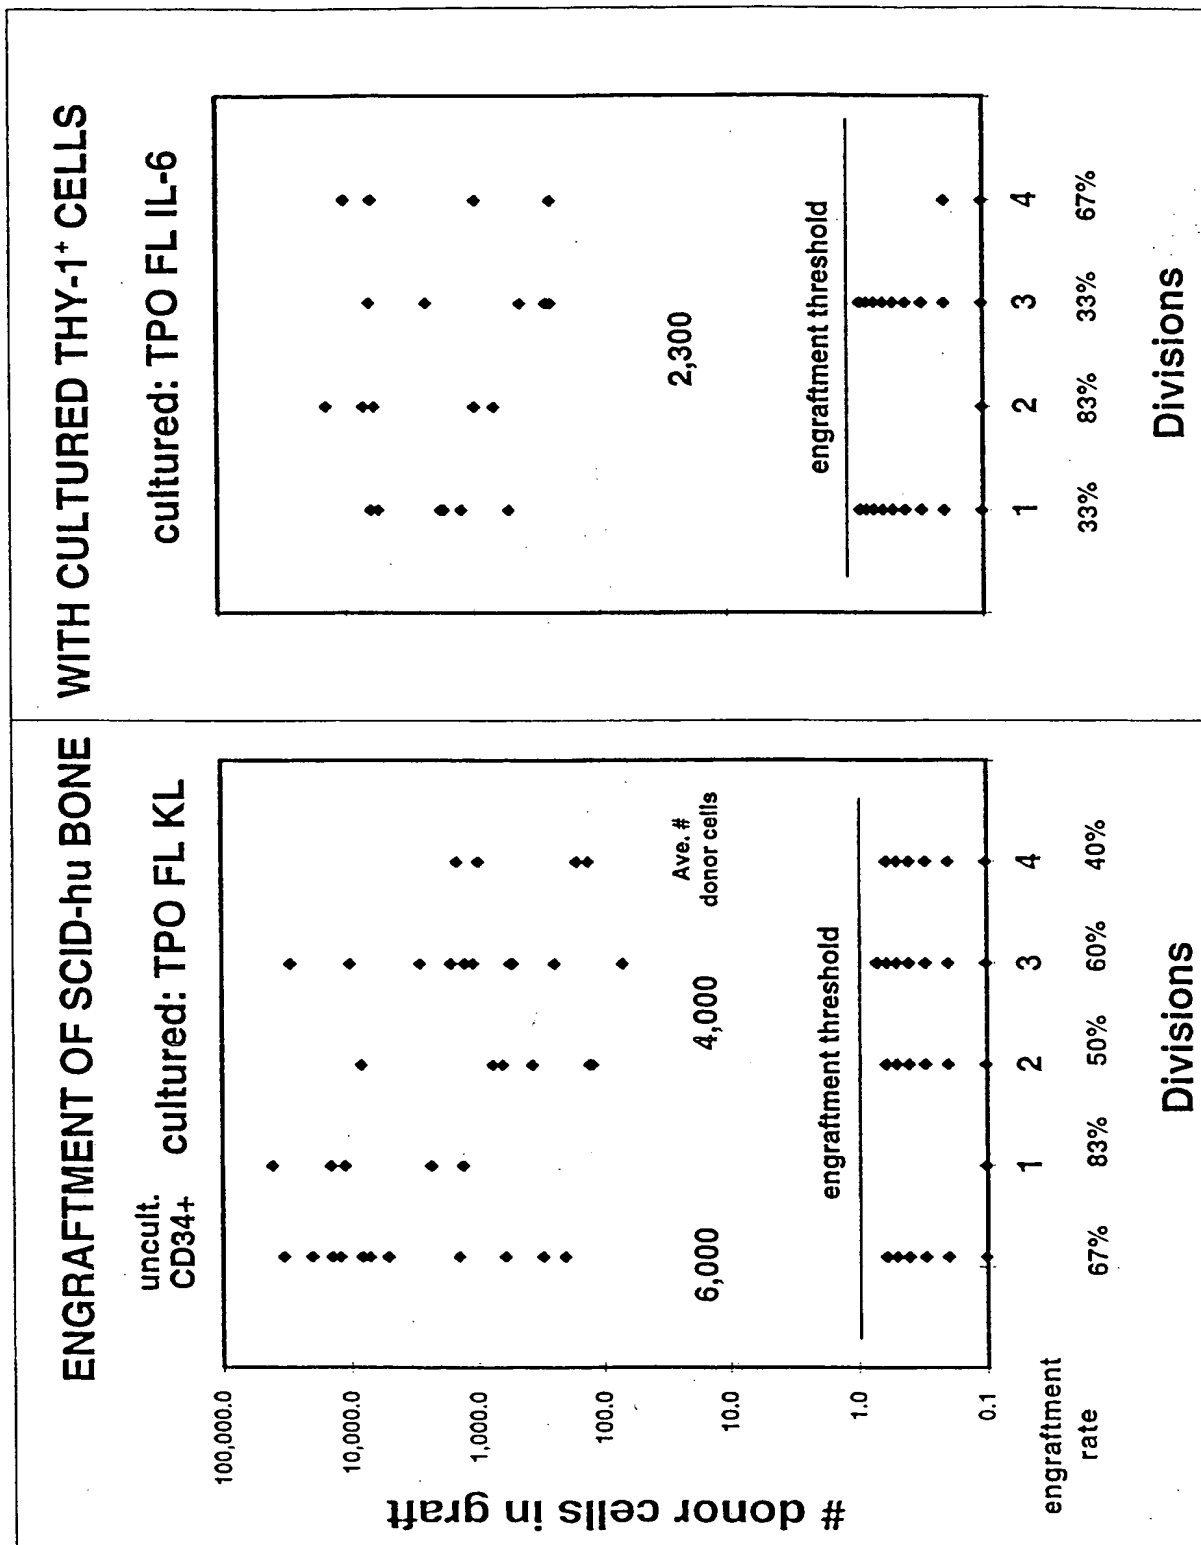 ENGRAFTMENT OF SCID-hu BONE
WITH CULTURED THY-1+ CELLS
uncult.
CD34+
cultured: TPO FL KL
cultured: TPO FL IL-6
# donor cells in graft
100,000.0
10,000.0
1,000.0
100.0
10.0
1.0
0.1
6,000
4,000
Ave. #
donor cells
2,300
engraftment threshold
engraftment threshold
1 2 3 4
1 2 3 4
engraftment
rate
67% 83% 50% 60% 40%
33% 83% 33% 67%
Divisions
Divisions